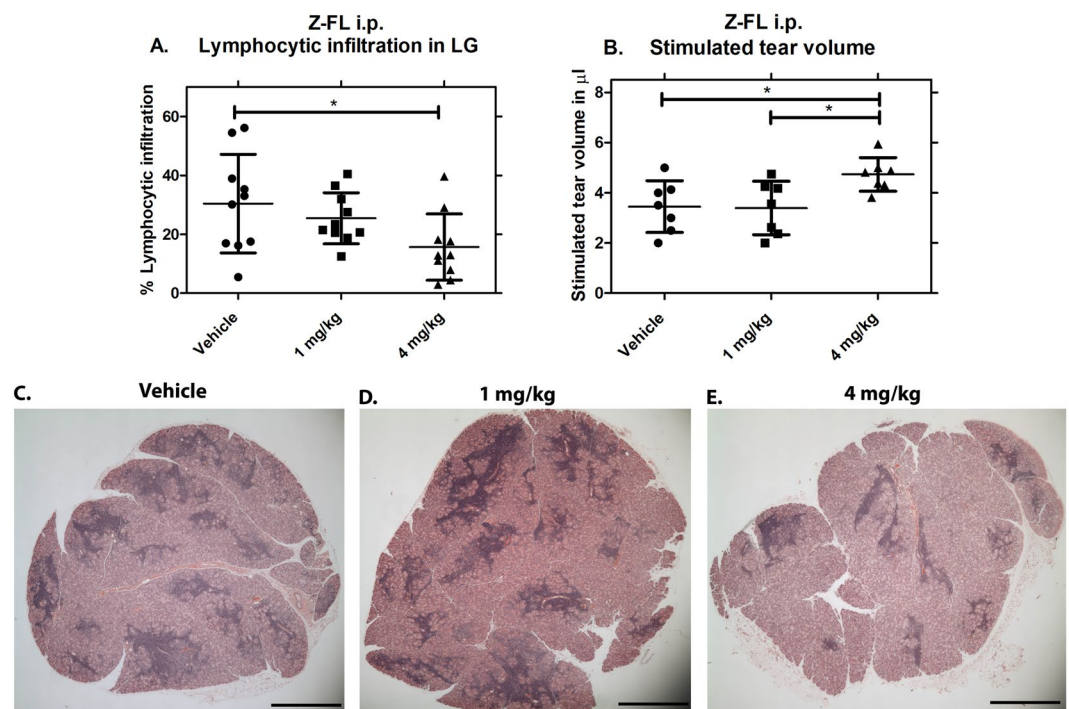 Z-FL i.p.
A. Lymphocytic infiltration in LG
% Lymphocytic infiltration
60
40
20
0
*
Vehicle
1 mg/kg
4 mg/kg
Z-FL i.p.
B. Stimulated tear volume
Stimulated tear volume in µl
8
6
4
2
0
*
*
Vehicle
1 mg/kg
4 mg/kg
C. Vehicle
D. 1 mg/kg
E. 4 mg/kg